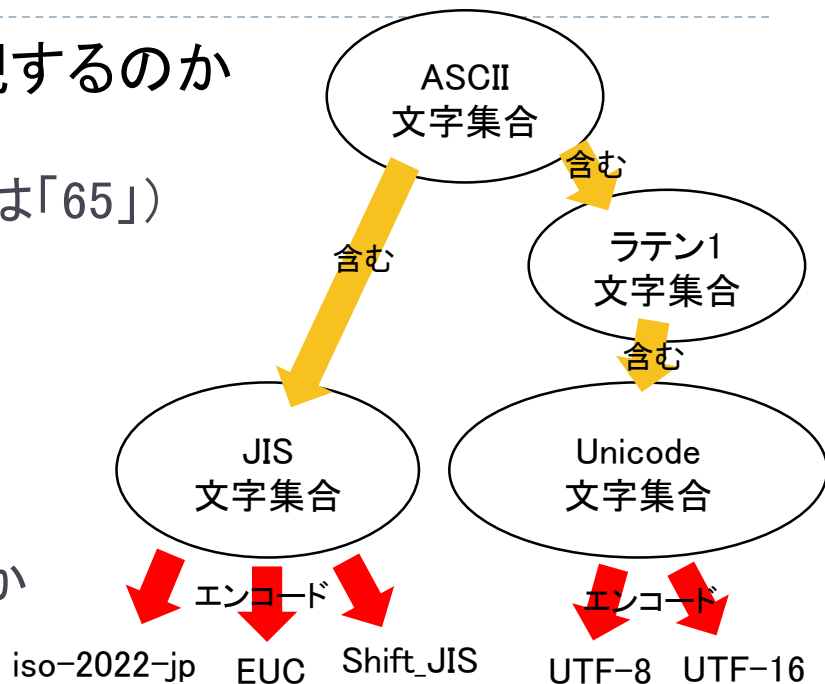 見するのか
は「65」)
か
ASCII
文字集合
含む
含む
ラテン1
文字集合
含む
JIS
文字集合
Unicode
文字集合
エンコード
エンコード
iso-2022-jp
EUC
Shift_JIS
UTF-8
UTF-16